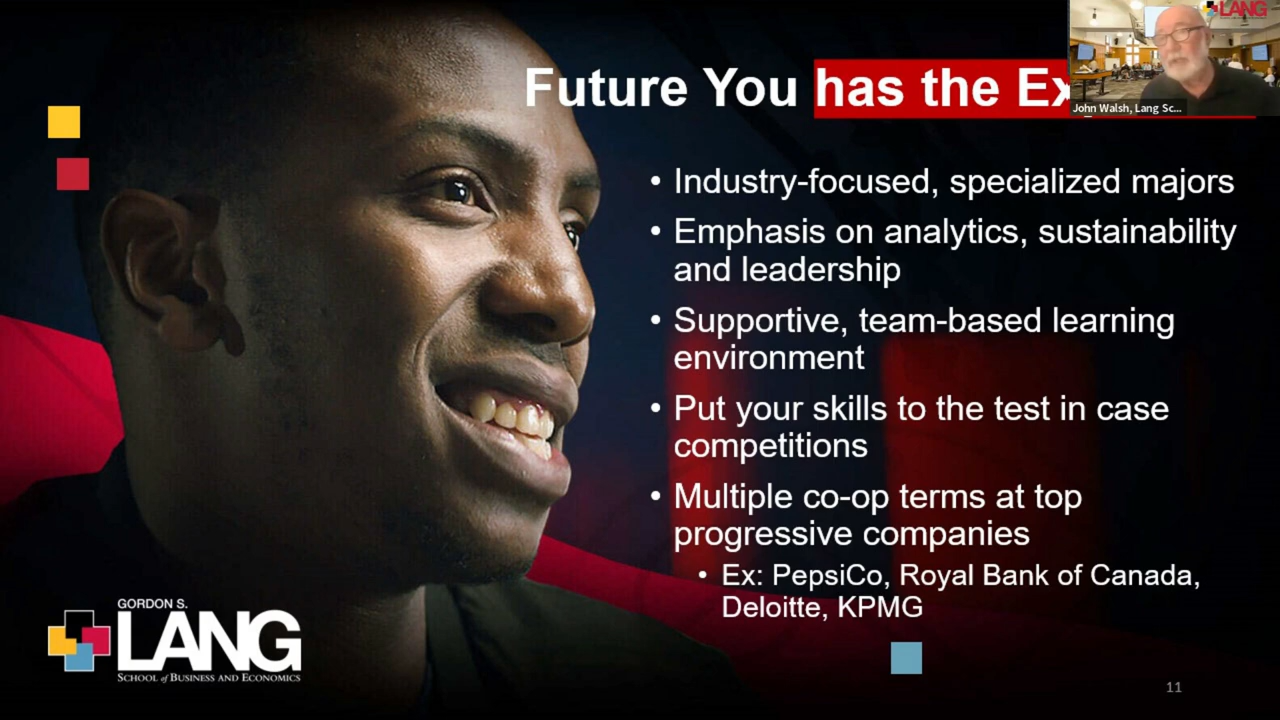 LANG
Future You has the Ex
John Walsh, Lang Sc...
• Industry-focused, specialized majors
• Emphasis on analytics, sustainability
and leadership
• Supportive, team-based learning
environment
• Put your skills to the test in case
competitions
• Multiple co-op terms at top
progressive companies
• Ex: PepsiCo, Royal Bank of Canada,
Deloitte, KPMG
GORDON S.
LANG
SCHOOL of BUSINESS AND ECONOMICS
11